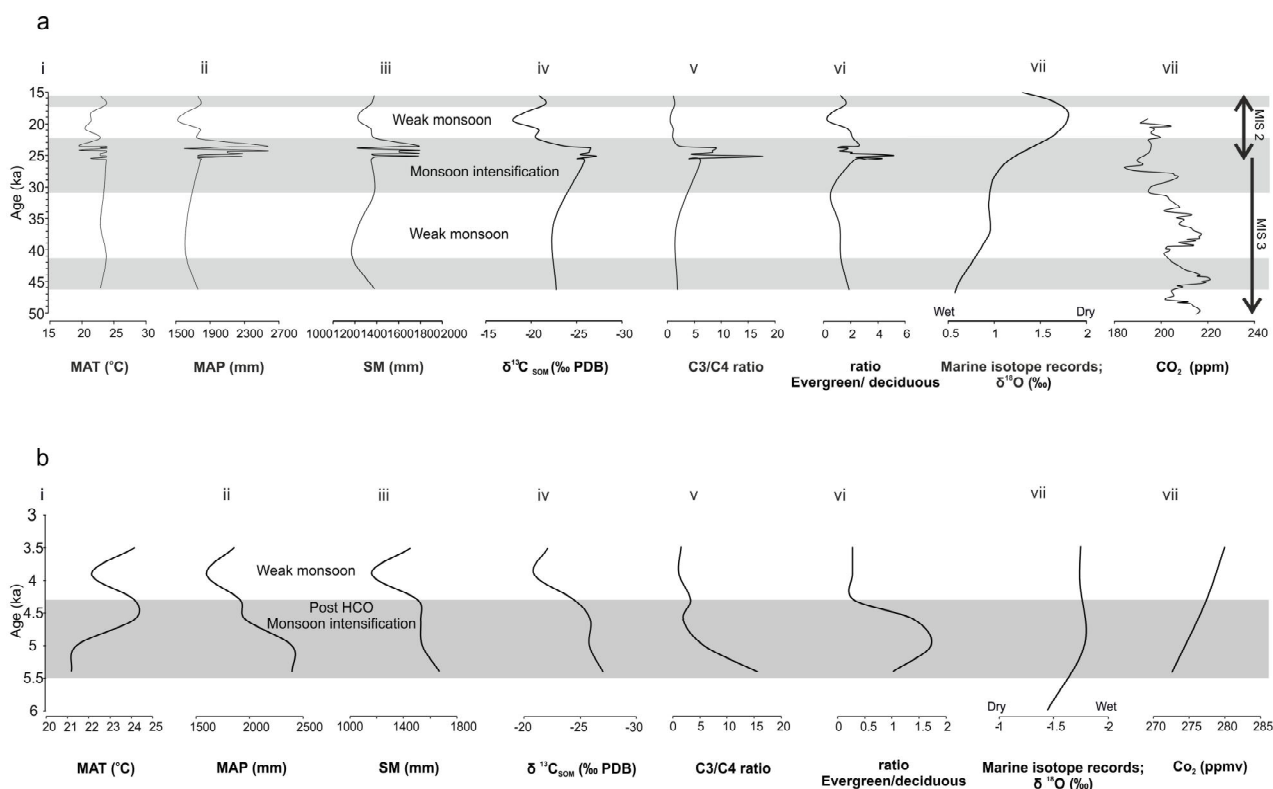 a
i
ii
iii
iv
v
vi
vii
vii
15
20
25
30
35
40
45
50
Age (ka)
Weak monsoon
Monsoon intensification
Weak monsoon
MIS 2
MIS 3
Wet
Dry
15 20 25 30
1500 1900 2300 2700
1000 1200 1400 1600 1800 2000
-15 -20 -25 -30
0 5 10 15 20
0 2 4 6
0.5 1 1.5 2
180 200 220 240
MAT (°C)
MAP (mm)
SM (mm)
δ¹³C SOM (‰ PDB)
C3/C4 ratio
ratio
Evergreen/ deciduous
Marine isotope records;
δ¹⁸O (‰)
CO₂ (ppm)
b
i
ii
iii
iv
v
vi
vii
vii
3
3.5
4
4.5
5
5.5
6
Age (ka)
Weak monsoon
Post HCO
Monsoon intensification
Dry
Wet
20 21 22 23 24 25
1500 2000 2500
1000 1400 1800
-20 -25 -30
0 5 10 15 20
0 0.5 1 1.5 2
-1 -1.5 -2
270 275 280 285
MAT (°C)
MAP (mm)
SM (mm)
δ ¹³C SOM (‰ PDB)
C3/C4 ratio
ratio
Evergreen/deciduous
Marine isotope records;
δ ¹⁸O (‰)
Co₂ (ppmv)